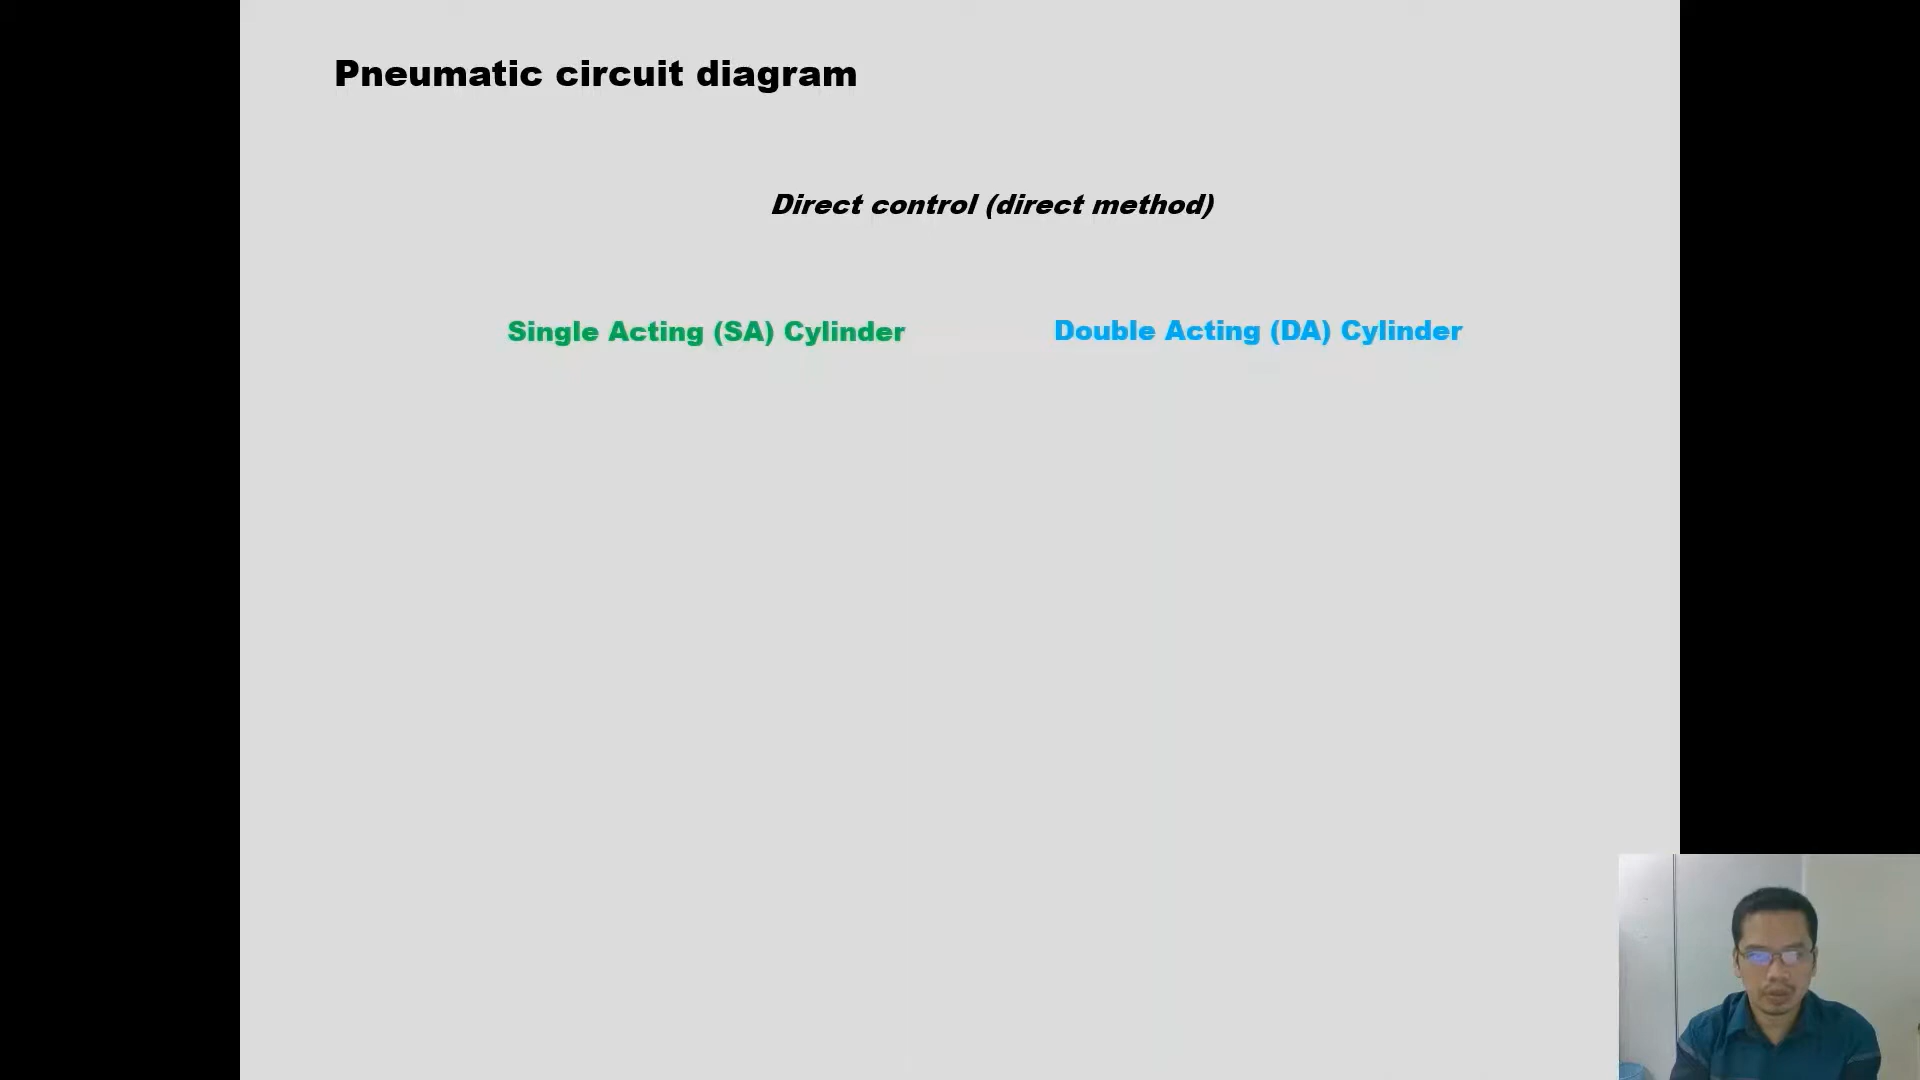 Pneumatic circuit diagram
Direct control (direct method)
Single Acting (SA) Cylinder
Double Acting (DA) Cylinder